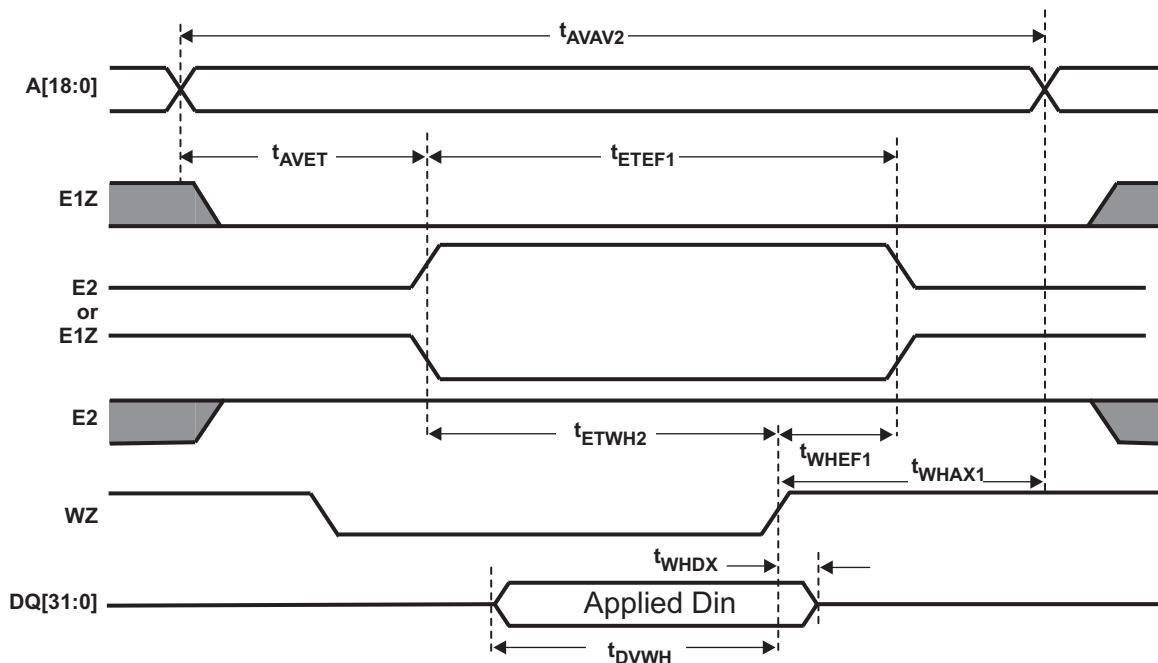 tAVAV2
A[18:0]
tAVET
tETEF1
E1Z
E2
or
E1Z
E2
tETWH2
tWHEF1
tWHAX1
WZ
tWHDX
DQ[31:0]
Applied Din
tDVWH